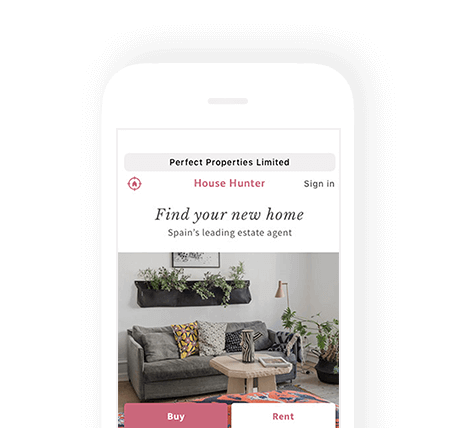 Perfect Properties Limited
House Hunter Sign in
Find your new home
Spain's leading estate agent
Buy Rent